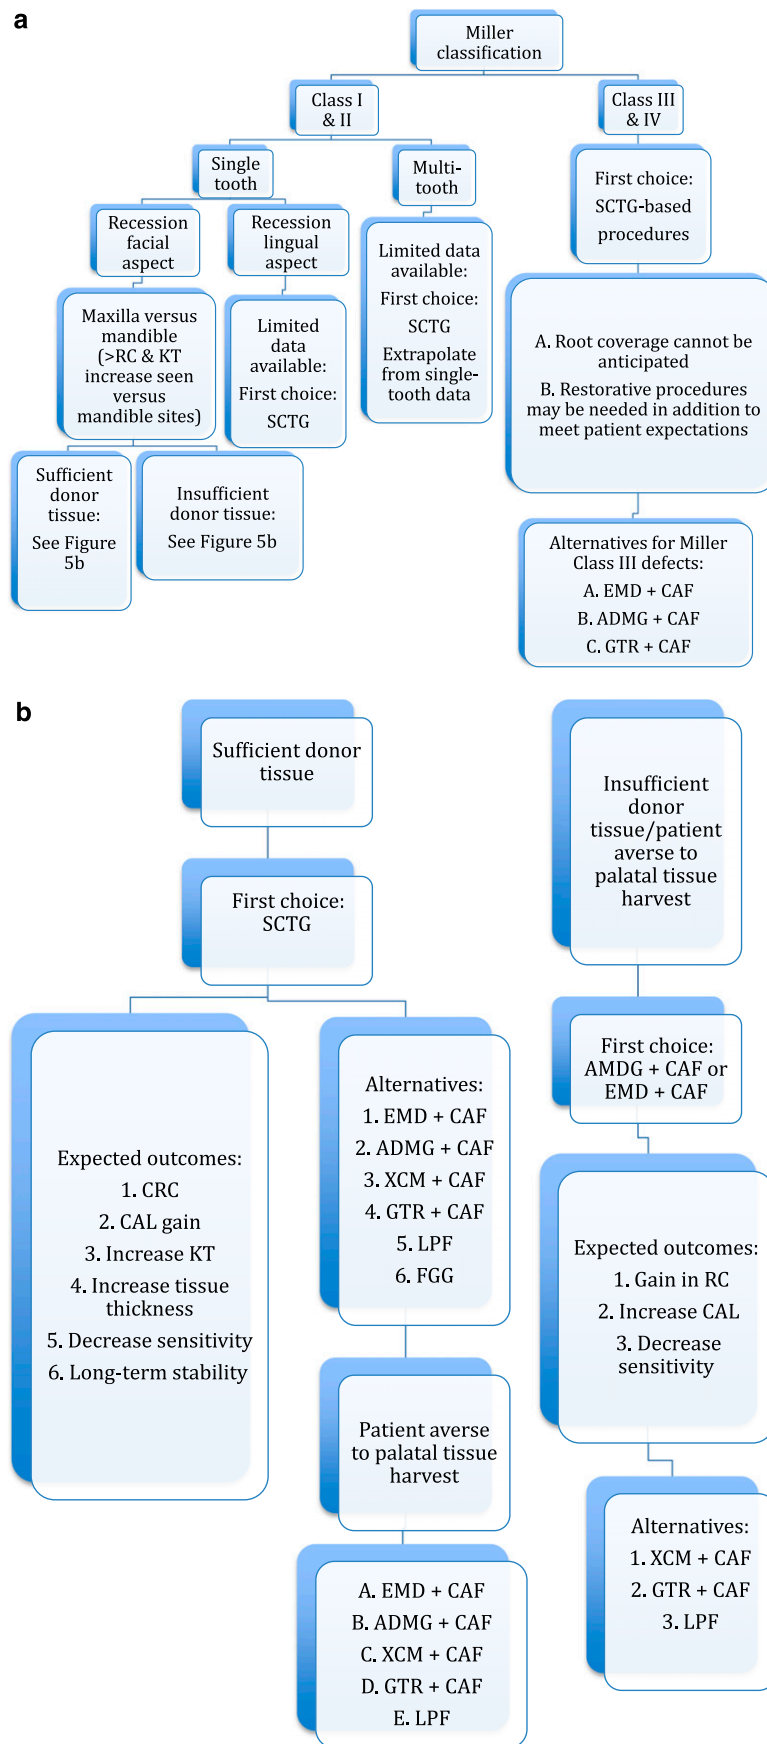 a
Miller
classification
Class I
& II
Class III
& IV
Single
tooth
Multi-
tooth
First choice:
SCTG-based
procedures
Recession
facial
aspect
Recession
lingual
aspect
Limited data
available:
First choice:
SCTG
Extrapolate
from single-
tooth data
Maxilla versus
mandible
(>RC & KT
increase seen
versus
mandible sites)
Limited
data
available:
First choice:
SCTG
A. Root coverage cannot be
anticipated
B. Restorative procedures
may be needed in addition to
meet patient expectations
Sufficient
donor
tissue:
See Figure
5b
Insufficient
donor tissue:
See Figure 5b
Alternatives for Miller
Class III defects:
A. EMD + CAF
B. ADMG + CAF
C. GTR + CAF
b
Sufficient donor
tissue
Insufficient
donor
tissue/patient
averse to
palatal tissue
harvest
First choice:
SCTG
First choice:
AMDG + CAF or
EMD + CAF
Expected outcomes:
1. CRC
2. CAL gain
3. Increase KT
4. Increase tissue
thickness
5. Decrease sensitivity
6. Long-term stability
Alternatives:
1. EMD + CAF
2. ADMG + CAF
3. XCM + CAF
4. GTR + CAF
5. LPF
6. FGG
Expected outcomes:
1. Gain in RC
2. Increase CAL
3. Decrease
sensitivity
Patient averse
to palatal tissue
harvest
Alternatives:
1. XCM + CAF
2. GTR + CAF
3. LPF
A. EMD + CAF
B. ADMG + CAF
C. XCM + CAF
D. GTR + CAF
E. LPF